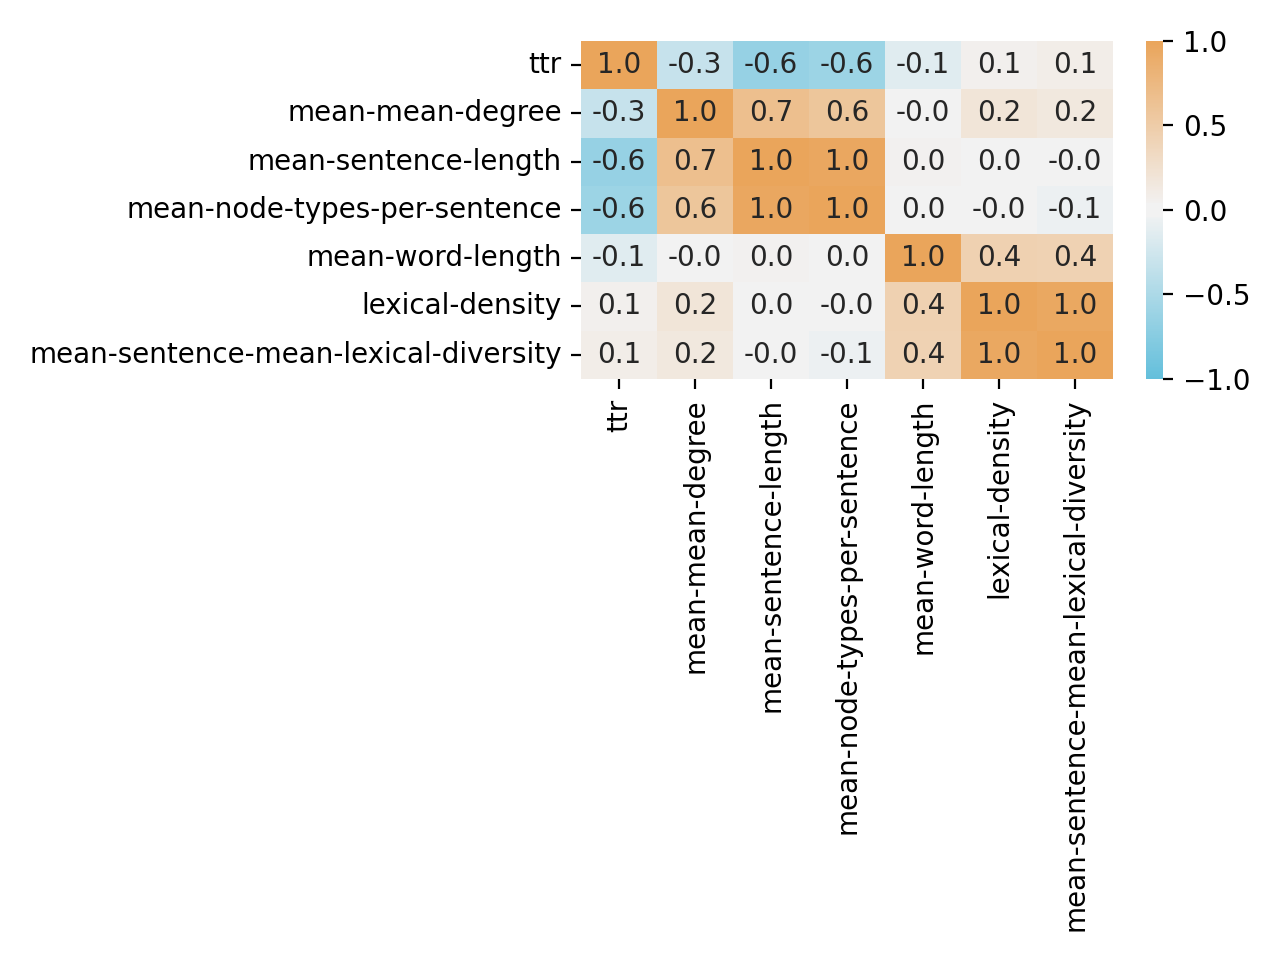 ttr 1.0 -0.3 -0.6 -0.6 -0.1 0.1 0.1
mean-mean-degree -0.3 1.0 0.7 0.6 -0.0 0.2 0.2
mean-sentence-length -0.6 0.7 1.0 1.0 0.0 0.0 -0.0
mean-node-types-per-sentence -0.6 0.6 1.0 1.0 0.0 -0.0 -0.1
mean-word-length -0.1 -0.0 0.0 0.0 1.0 0.4 0.4
lexical-density 0.1 0.2 0.0 -0.0 0.4 1.0 1.0
mean-sentence-mean-lexical-diversity 0.1 0.2 -0.0 -0.1 0.4 1.0 1.0
ttr
mean-mean-degree
mean-sentence-length
mean-node-types-per-sentence
mean-word-length
lexical-density
mean-sentence-mean-lexical-diversity
1.0
0.5
0.0
−0.5
−1.0